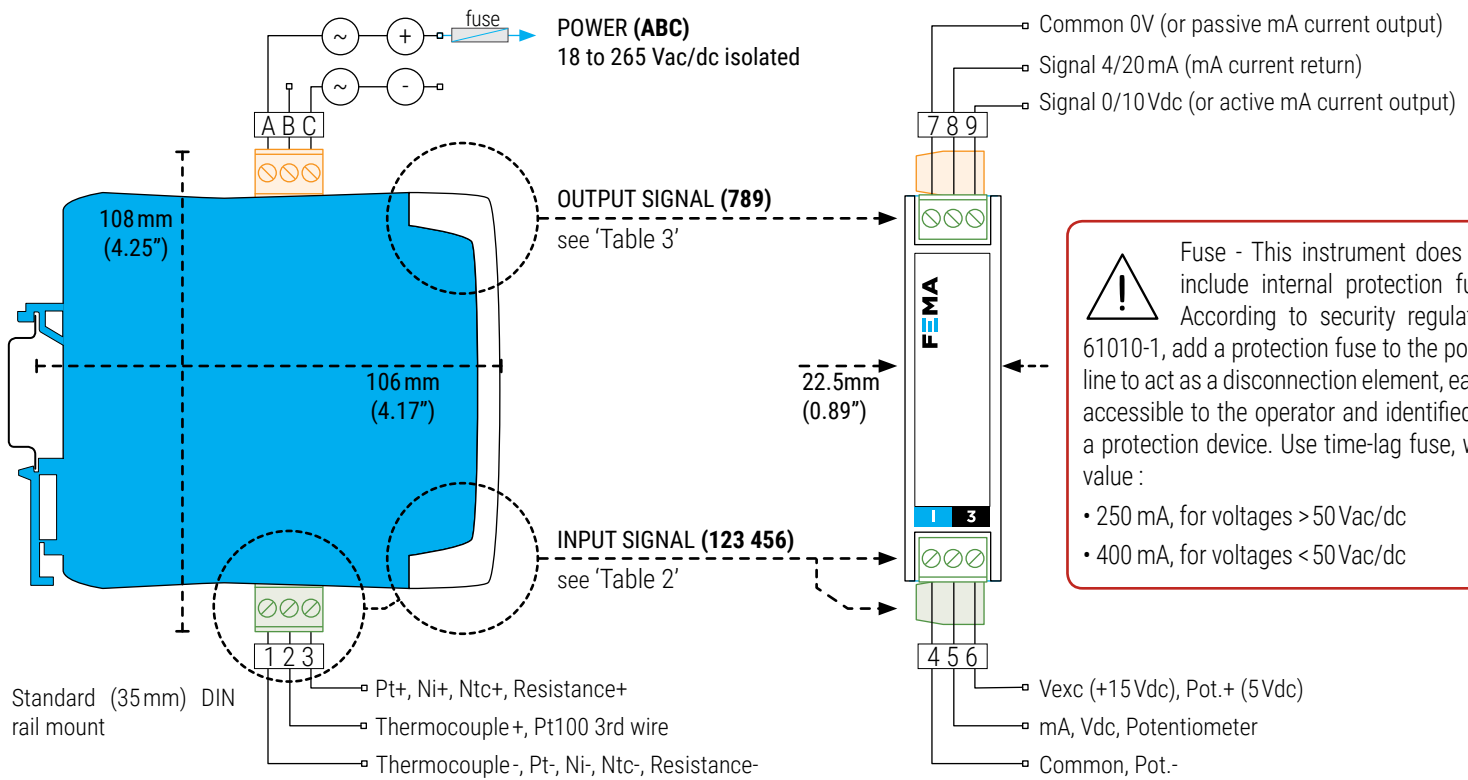 fuse
~ +
~ -
POWER (ABC)
18 to 265 Vac/dc isolated
A B C
Common 0V (or passive mA current output)
Signal 4/20 mA (mA current return)
Signal 0/10 Vdc (or active mA current output)
7 8 9
OUTPUT SIGNAL (789)
see 'Table 3'
108 mm
(4.25”)
106 mm
(4.17”)
22.5mm
(0.89”)
FEMA
I 3
Fuse - This instrument does
include internal protection
According to security
61010-1, add a protection fuse to the
line to act as a disconnection element,
accessible to the operator and identified
a protection device. Use time-lag fuse,
value :
• 250 mA, for voltages > 50 Vac/dc
• 400 mA, for voltages < 50 Vac/dc
INPUT SIGNAL (123 456)
see 'Table 2'
1 2 3
Standard (35 mm) DIN
rail mount
Pt+, Ni+, Ntc+, Resistance+
Thermocouple +, Pt100 3rd wire
Thermocouple -, Pt-, Ni-, Ntc-, Resistance-
4 5 6
Vexc (+15 Vdc), Pot.+ (5 Vdc)
mA, Vdc, Potentiometer
Common, Pot.-